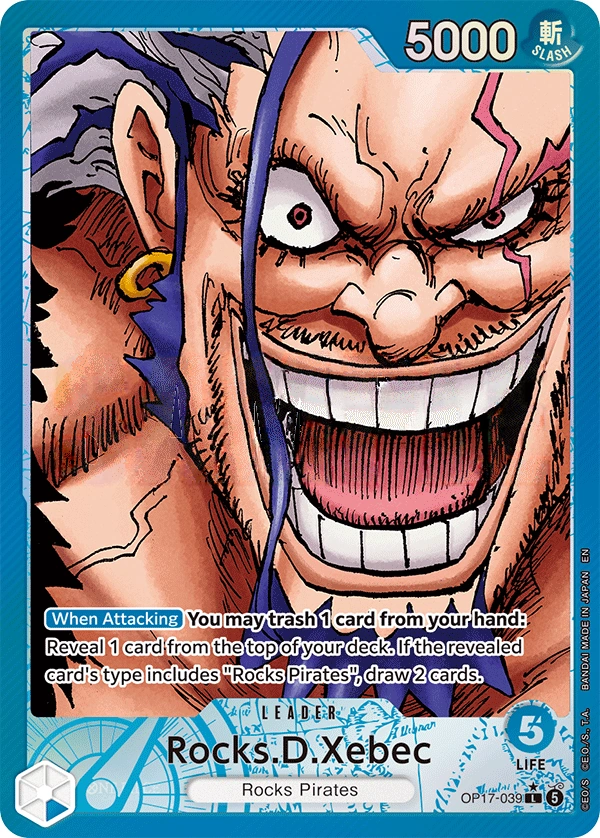 5000
斬
SLASH
When Attacking You may trash 1 card from your hand:
Reveal 1 card from the top of your deck. If the revealed
card's type includes "Rocks Pirates", draw 2 cards.
LEADER
Rocks.D.Xebec
Rocks Pirates
5
LIFE
OP17-039 L 5
©E.O./S. ©E.O./S., T.A. BANDAI MADE IN JAPAN EN